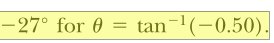 −27° for θ = tan⁻¹(−0.50).